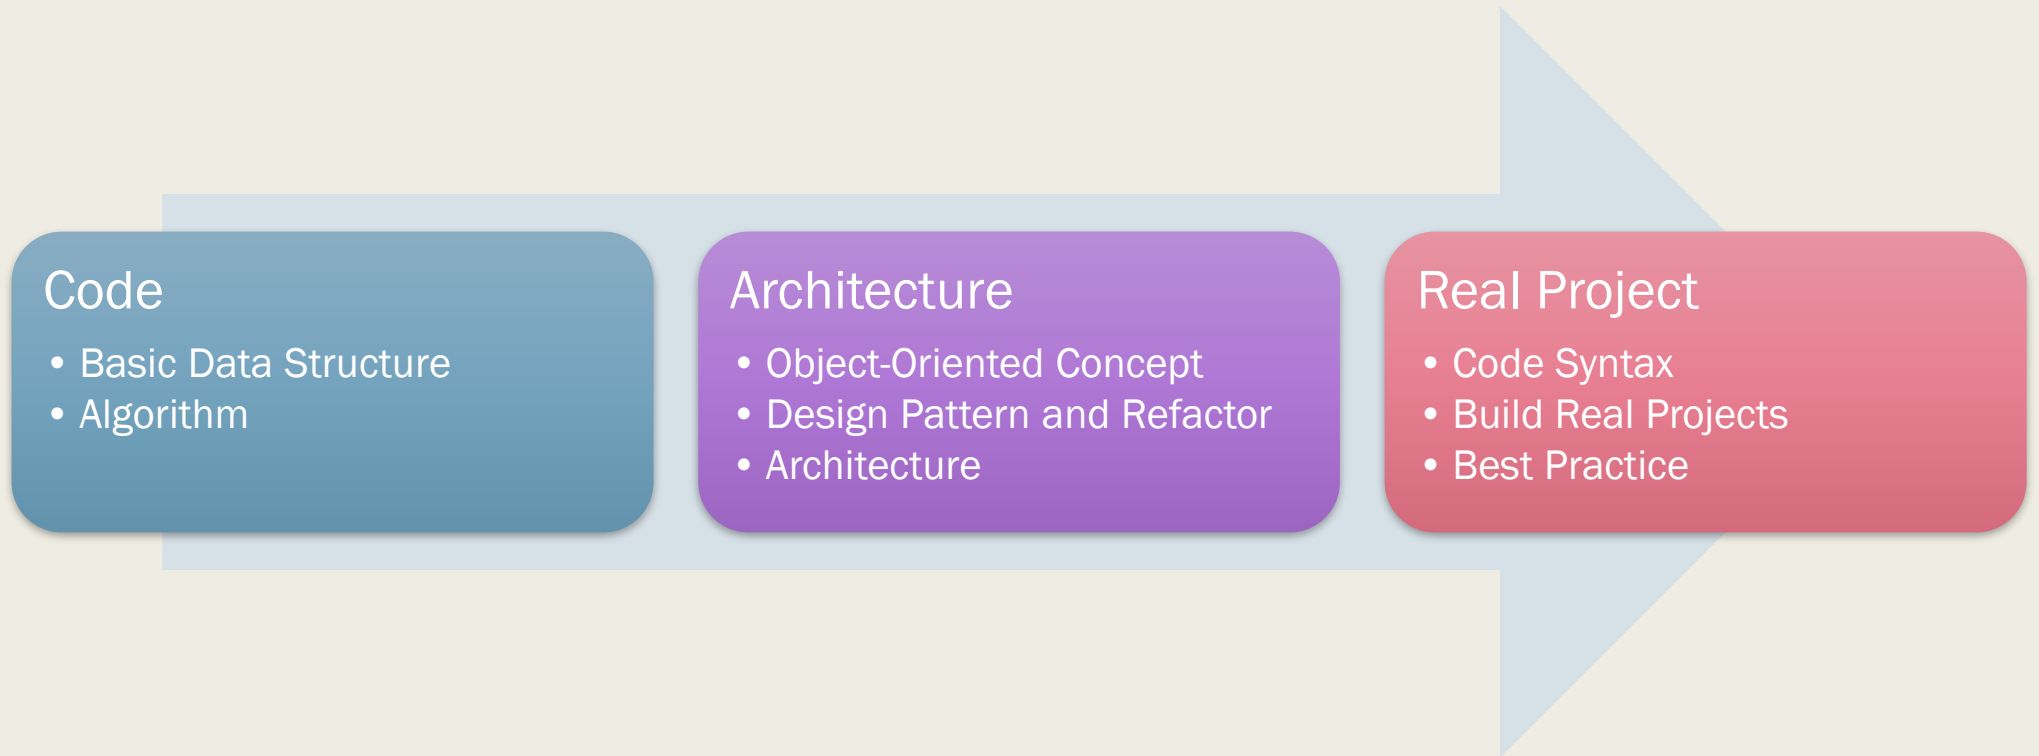 Code
• Basic Data Structure
• Algorithm
Architecture
• Object-Oriented Concept
• Design Pattern and Refactor
• Architecture
Real Project
• Code Syntax
• Build Real Projects
• Best Practice